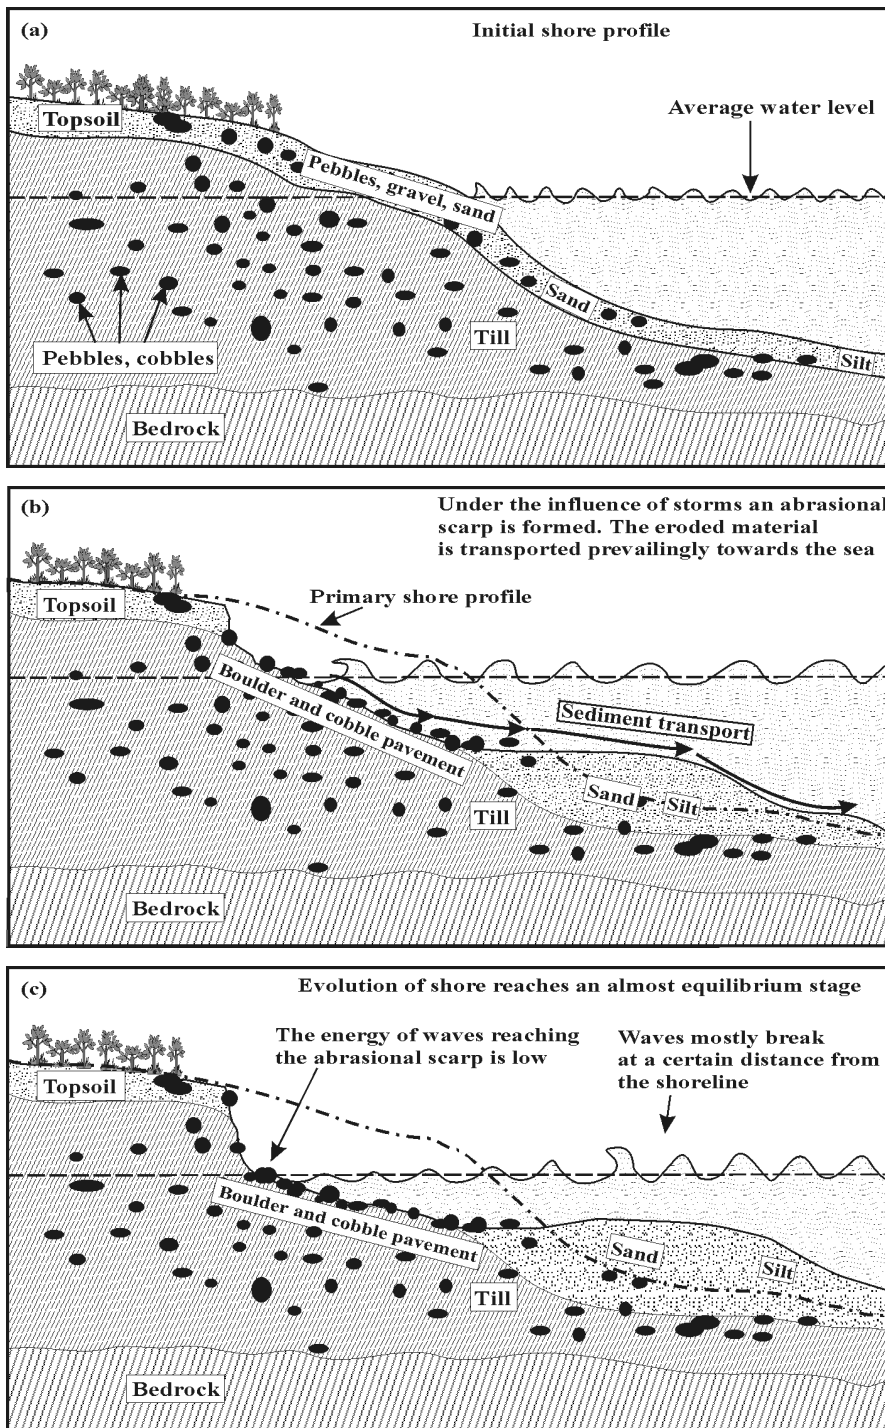 (a)
Initial shore profile
Average water level
Topsoil
Pebbles, gravel, sand
Sand
Silt
Till
Pebbles, cobbles
Bedrock
(b)
Under the influence of storms an abrasional
scarp is formed. The eroded material
is transported prevailingly towards the sea
Primary shore profile
Topsoil
Boulder and cobble pavement
Sediment transport
Sand
Silt
Till
Bedrock
(c)
Evolution of shore reaches an almost equilibrium stage
The energy of waves reaching
the abrasional scarp is low
Waves mostly break
at a certain distance from
the shoreline
Topsoil
Boulder and cobble pavement
Sand
Silt
Till
Bedrock